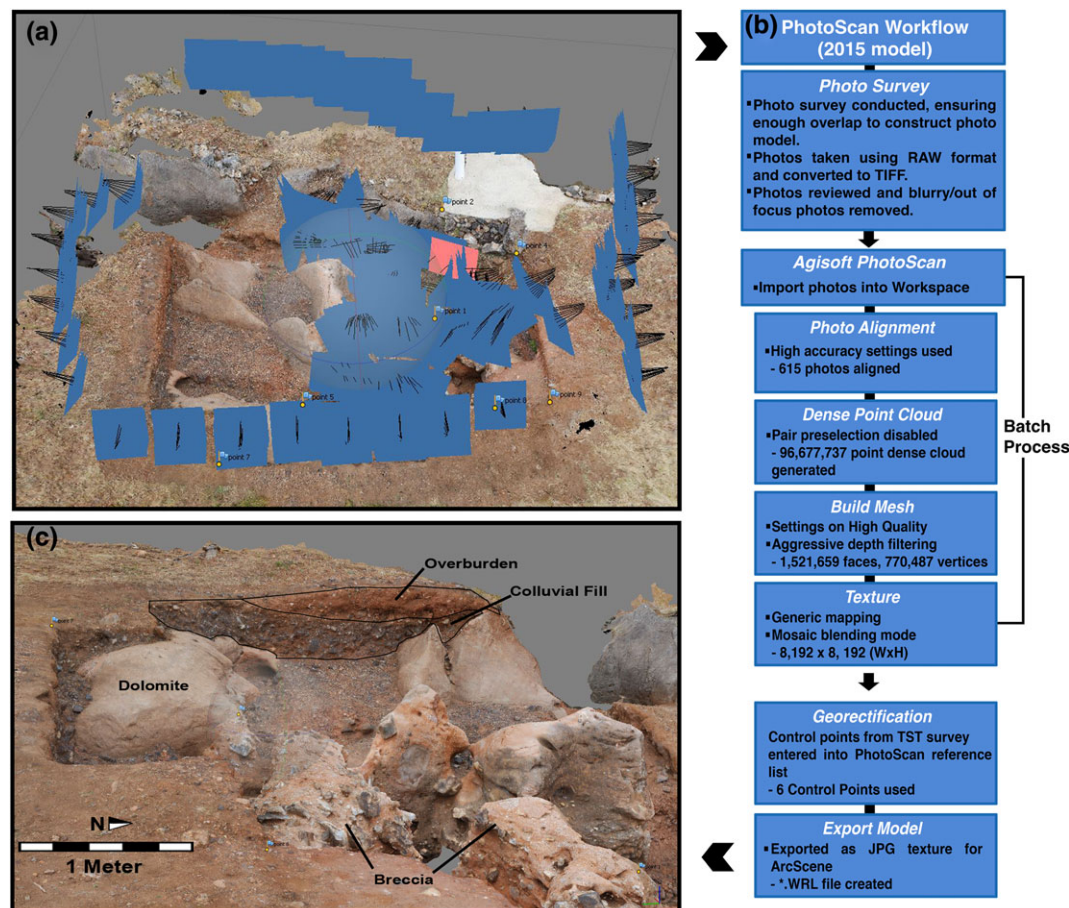 (a)
point 2
point 4
point 1
point 5
point 8
point 9
point 7
(b)
PhotoScan Workflow
(2015 model)
Photo Survey
▪Photo survey conducted, ensuring
enough overlap to construct photo
model.
▪Photos taken using RAW format
and converted to TIFF.
▪Photos reviewed and blurry/out of
focus photos removed.
Agisoft PhotoScan
▪Import photos into Workspace
Photo Alignment
▪High accuracy settings used
- 615 photos aligned
Dense Point Cloud
▪Pair preselection disabled
- 96,677,737 point dense cloud
generated
Build Mesh
▪Settings on High Quality
▪Aggressive depth filtering
- 1,521,659 faces, 770,487 vertices
Texture
▪Generic mapping
▪Mosaic blending mode
- 8,192 x 8, 192 (WxH)
Batch
Process
Georectification
Control points from TST survey
entered into PhotoScan reference
list
- 6 Control Points used
Export Model
▪Exported as JPG texture for
ArcScene
- *.WRL file created
(c)
Overburden
Colluvial Fill
Dolomite
N
1 Meter
Breccia